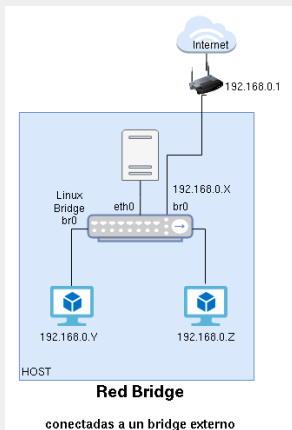 Internet
192.168.0.1
192.168.0.X
Linux
Bridge
br0
eth0
br0
192.168.0.Y
192.168.0.Z
HOST
Red Bridge
conectadas a un bridge externo